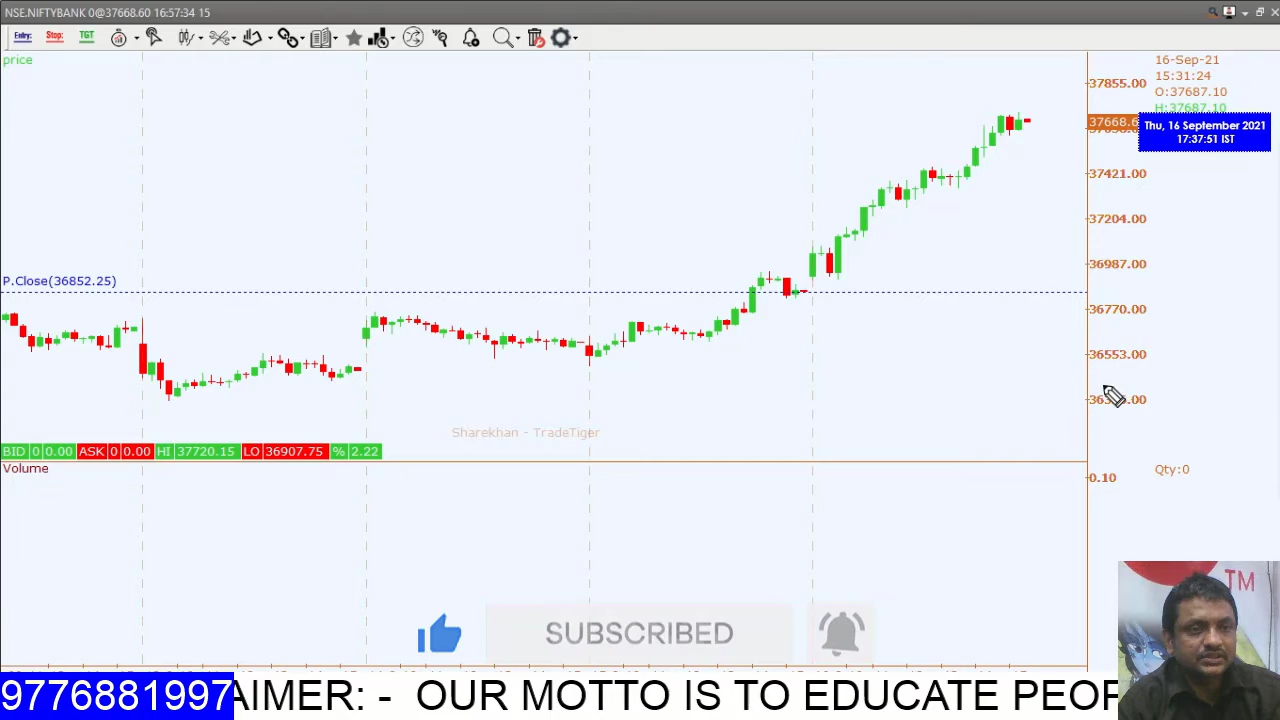 NSE.NIFTYBANK 0@37668.60 16:57:34 15
Entry: Stop: TGT
price
16-Sep-21
15:31:24
O:37687.10
H:37687.10
Thu, 16 September 2021
17:37:51 IST
37855.00
37668.6
37421.00
37204.00
36987.00
36770.00
36553.00
P.Close(36852.25)
Sharekhan - TradeTiger
BID 0 0.00 ASK 0 0.00 HI 37720.15 LO 36907.75 % 2.22
Volume
0.10
Qty:0
TM
SUBSCRIBED
9776881997 AIMER: - OUR MOTTO IS TO EDUCATE PEOP